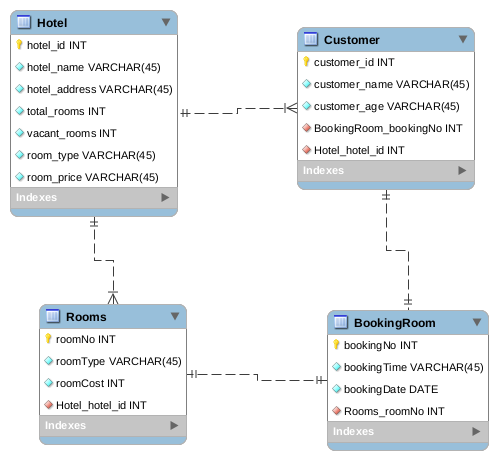 Hotel
hotel_id INT
hotel_name VARCHAR(45)
hotel_address VARCHAR(45)
total_rooms INT
vacant_rooms INT
room_type VARCHAR(45)
room_price VARCHAR(45)
Indexes
Customer
customer_id INT
customer_name VARCHAR(45)
customer_age VARCHAR(45)
BookingRoom_bookingNo INT
Hotel_hotel_id INT
Indexes
Rooms
roomNo INT
roomType VARCHAR(45)
roomCost INT
Hotel_hotel_id INT
Indexes
BookingRoom
bookingNo INT
bookingTime VARCHAR(45)
bookingDate DATE
Rooms_roomNo INT
Indexes